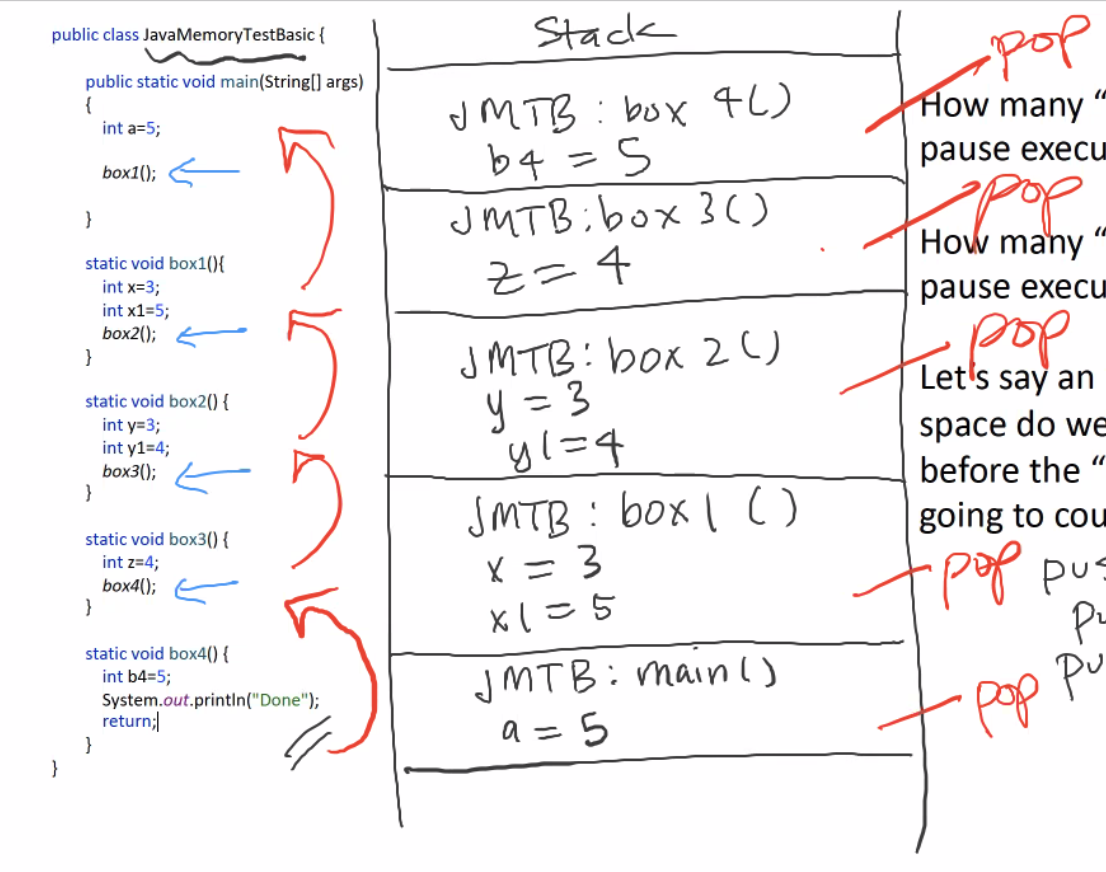 public class JavaMemoryTestBasic {
public static void main(String[] args)
{
int a=5;
box1();
}
static void box1(){
int x=3;
int x1=5;
box2();
}
static void box2() {
int y=3;
int y1=4;
box3();
}
static void box3() {
int z=4;
box4();
}
static void box4() {
int b4=5;
System.out.println("Done");
return;
}
}
Stack
JMTB : box 4()
b4 = 5
JMTB : box 3()
z = 4
JMTB : box 2()
y = 3
y1 = 4
JMTB : box 1 ()
x = 3
x1 = 5
JMTB : main()
a = 5
pop
How many “
pause execu
pop
How many “
pause execu
pop
Let's say an
space do we
before the “
going to cou
pop
pus
pu
pu
pop